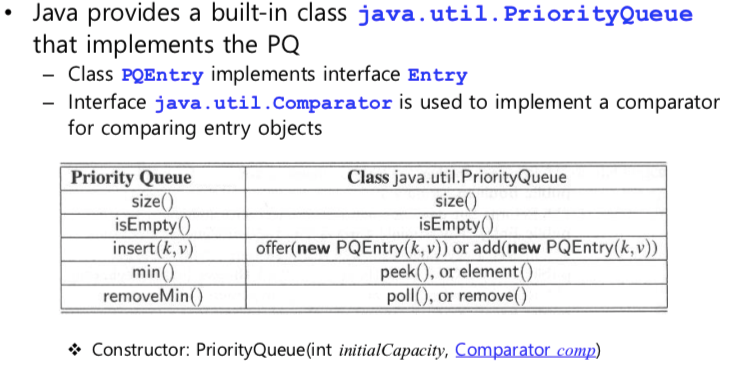 • Java provides a built-in class java.util.PriorityQueue
that implements the PQ
– Class PQEntry implements interface Entry
– Interface java.util.Comparator is used to implement a comparator
for comparing entry objects
Priority Queue Class java.util.PriorityQueue
size() size()
isEmpty() isEmpty()
insert(k,v) offer(new PQEntry(k,v)) or add(new PQEntry(k,v))
min() peek(), or element()
removeMin() poll(), or remove()
❖ Constructor: PriorityQueue(int initialCapacity, Comparator comp)